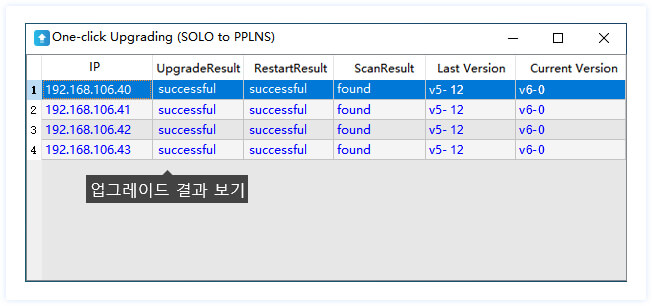 One-click Upgrading (SOLO to PPLNS)
IP UpgradeResult RestartResult ScanResult Last Version Current Version
1 192.168.106.40 successful successful found v5- 12 v6-0
2 192.168.106.41 successful successful found v5- 12 v6-0
3 192.168.106.42 successful successful found v5- 12 v6-0
4 192.168.106.43 successful successful found v5- 12 v6-0
업그레이드 결과 보기